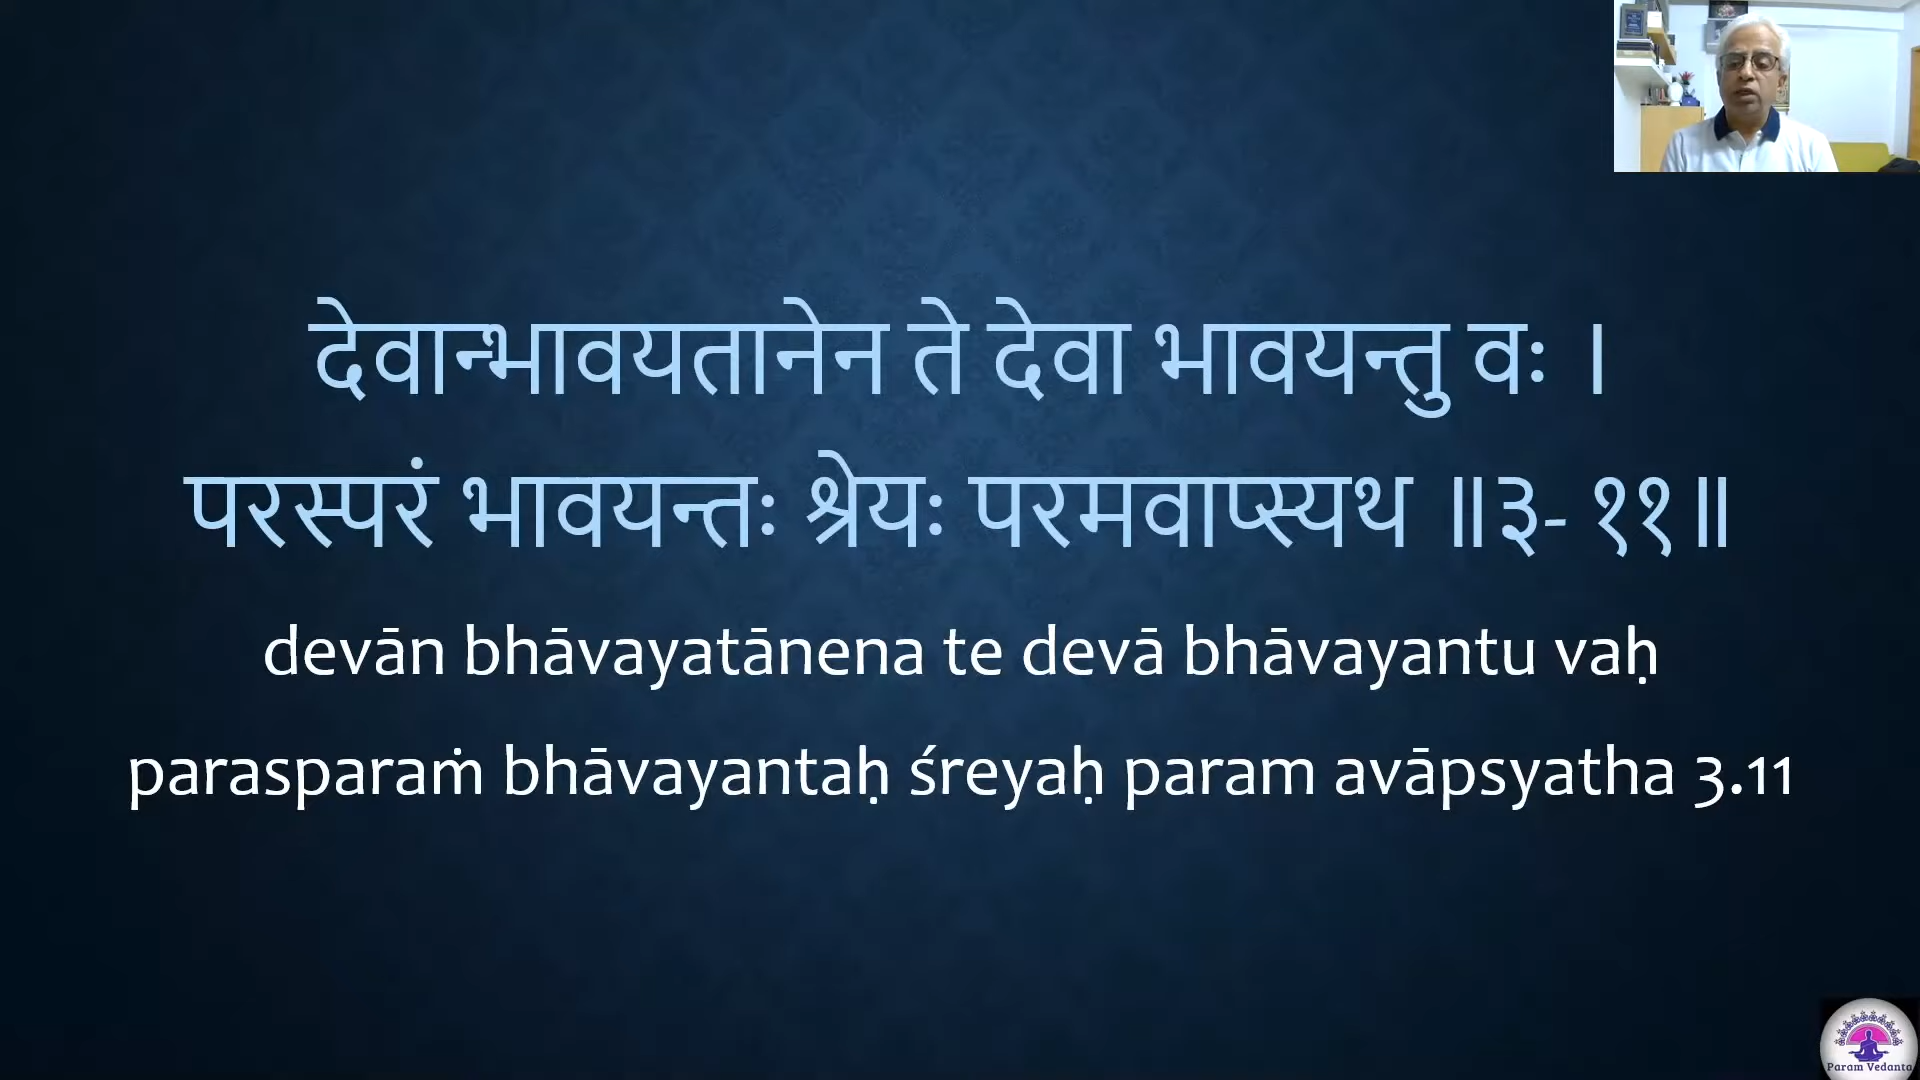 देवान्भावयतानेन ते देवा भावयन्तु वः ।
परस्परं भावयन्तः श्रेयः परमवाप्स्यथ ॥३- ११॥
devān bhāvayatānena te devā bhāvayantu vaḥ
parasparaṁ bhāvayantaḥ śreyaḥ param avāpsyatha 3.11
Param Vedanta